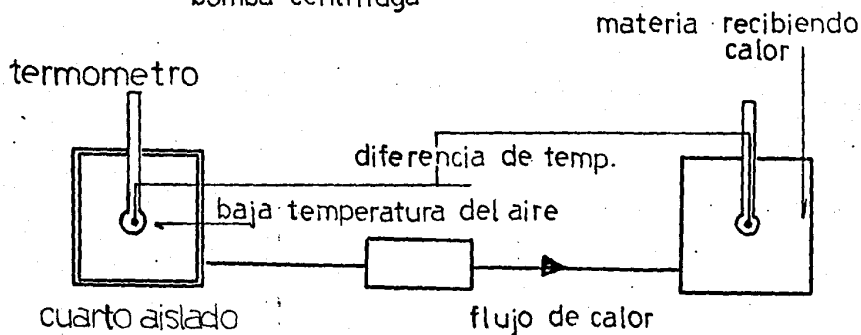 bomba centrifuga
materia recibiendo
calor
termometro
diferencia de temp.
baja temperatura del aire
cuarto aislado
flujo de calor